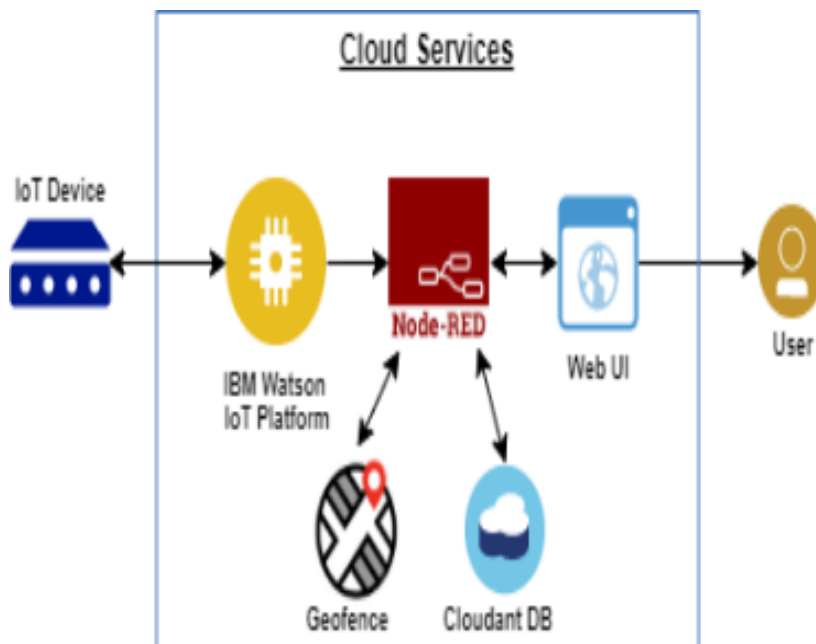 Cloud Services
IoT Device
Node-RED
IBM Watson
IoT Platform
Web UI
User
Geofence
Cloudant DB